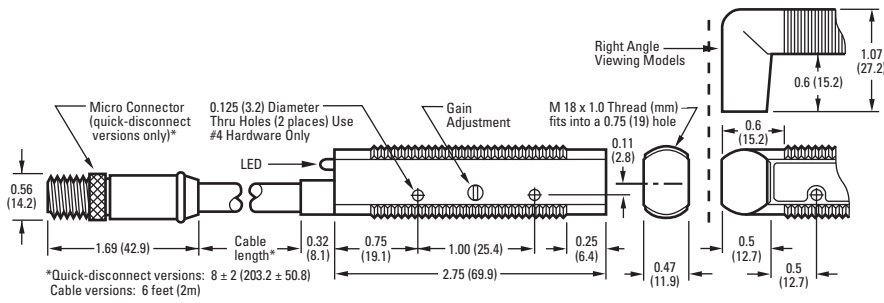 Right Angle
Viewing Models
1.07
(27.2)
0.6 (15.2)
Micro Connector
(quick-disconnect
versions only)*
0.125 (3.2) Diameter
Thru Holes (2 places) Use
#4 Hardware Only
Gain
Adjustment
M 18 x 1.0 Thread (mm)
fits into a 0.75 (19) hole
0.6
(15.2)
0.11
(2.8)
LED
0.56
(14.2)
1.69 (42.9)
Cable
length*
0.32
(8.1)
0.75
(19.1)
1.00 (25.4)
0.25
(6.4)
2.75 (69.9)
0.47
(11.9)
0.5
(12.7)
0.5
(12.7)
*Quick-disconnect versions: 8 ± 2 (203.2 ± 50.8)
Cable versions: 6 feet (2m)